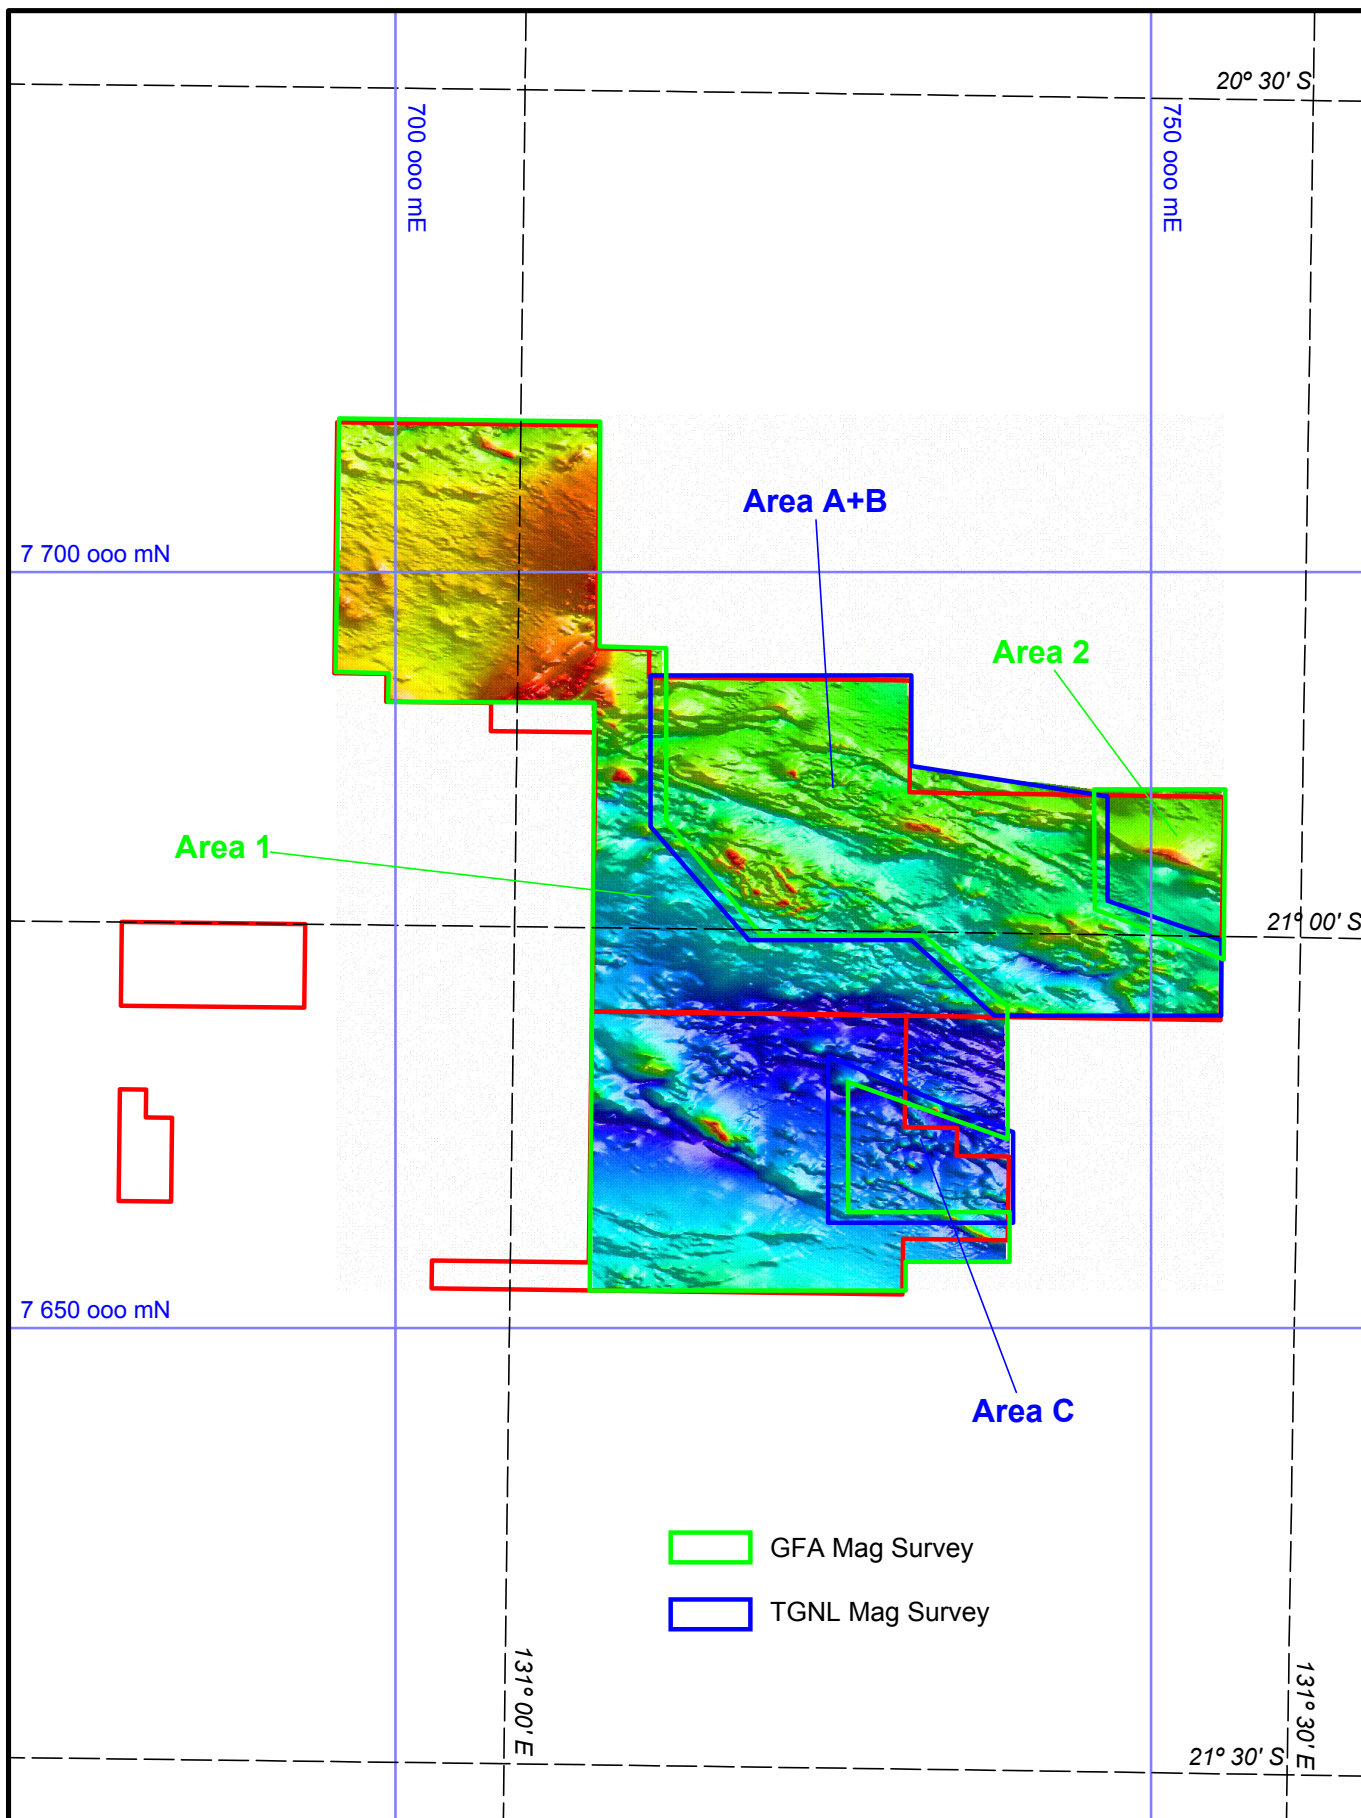 20° 30' S
700 ooo mE
750 ooo mE
Area A+B
7 700 ooo mN
Area 2
Area 1
21° 00' S
7 650 ooo mN
Area C
GFA Mag Survey
TGNL Mag Survey
131° 00' E
131° 30' E
21° 30' S